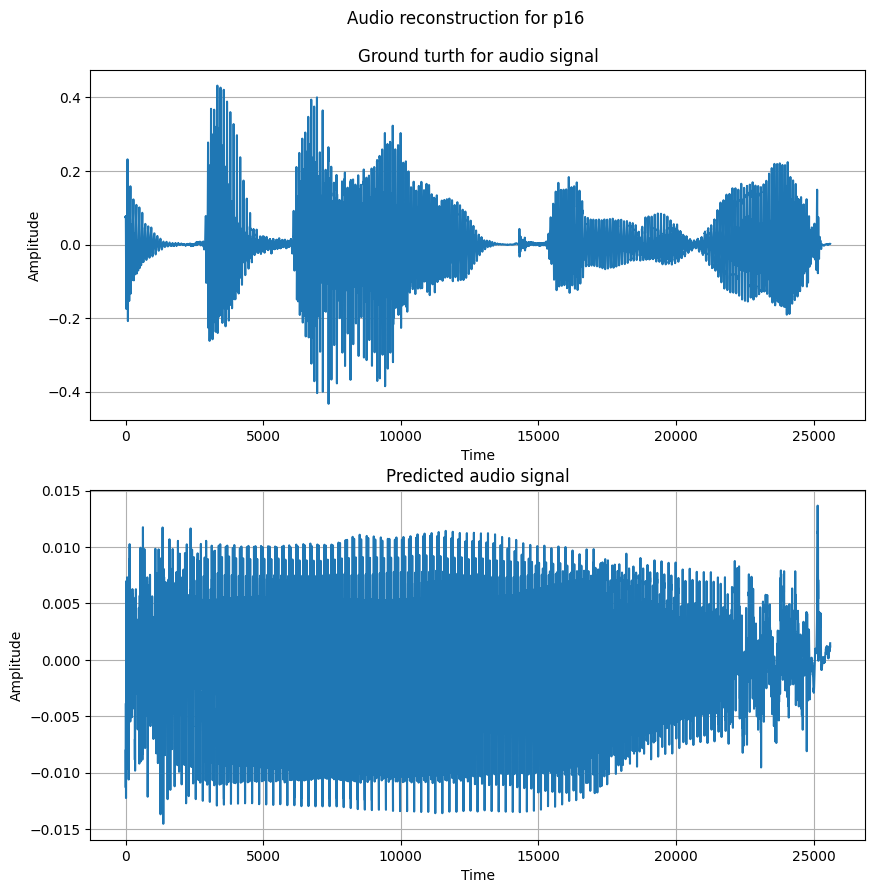 Audio reconstruction for p16
Ground turth for audio signal
0.4
0.2
0.0
−0.2
−0.4
Amplitude
0 5000 10000 15000 20000 25000
Time
Predicted audio signal
0.015
0.010
0.005
0.000
−0.005
−0.010
−0.015
Amplitude
0 5000 10000 15000 20000 25000
Time